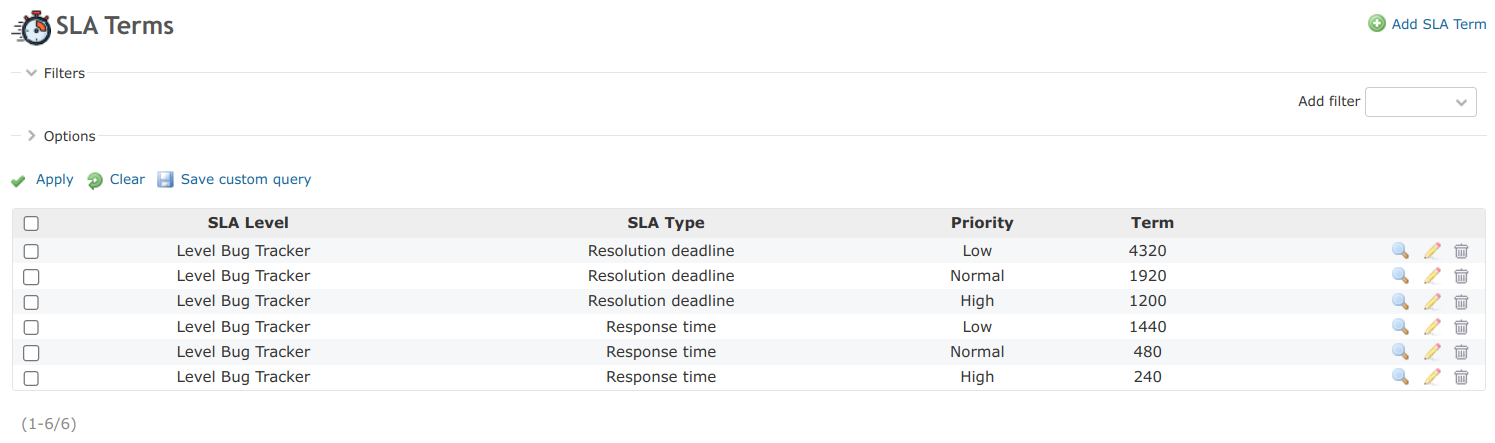 SLA Terms
Add SLA Term
Filters
Add filter
Options
Apply Clear Save custom query
SLA Level SLA Type Priority Term
Level Bug Tracker Resolution deadline Low 4320
Level Bug Tracker Resolution deadline Normal 1920
Level Bug Tracker Resolution deadline High 1200
Level Bug Tracker Response time Low 1440
Level Bug Tracker Response time Normal 480
Level Bug Tracker Response time High 240
(1-6/6)